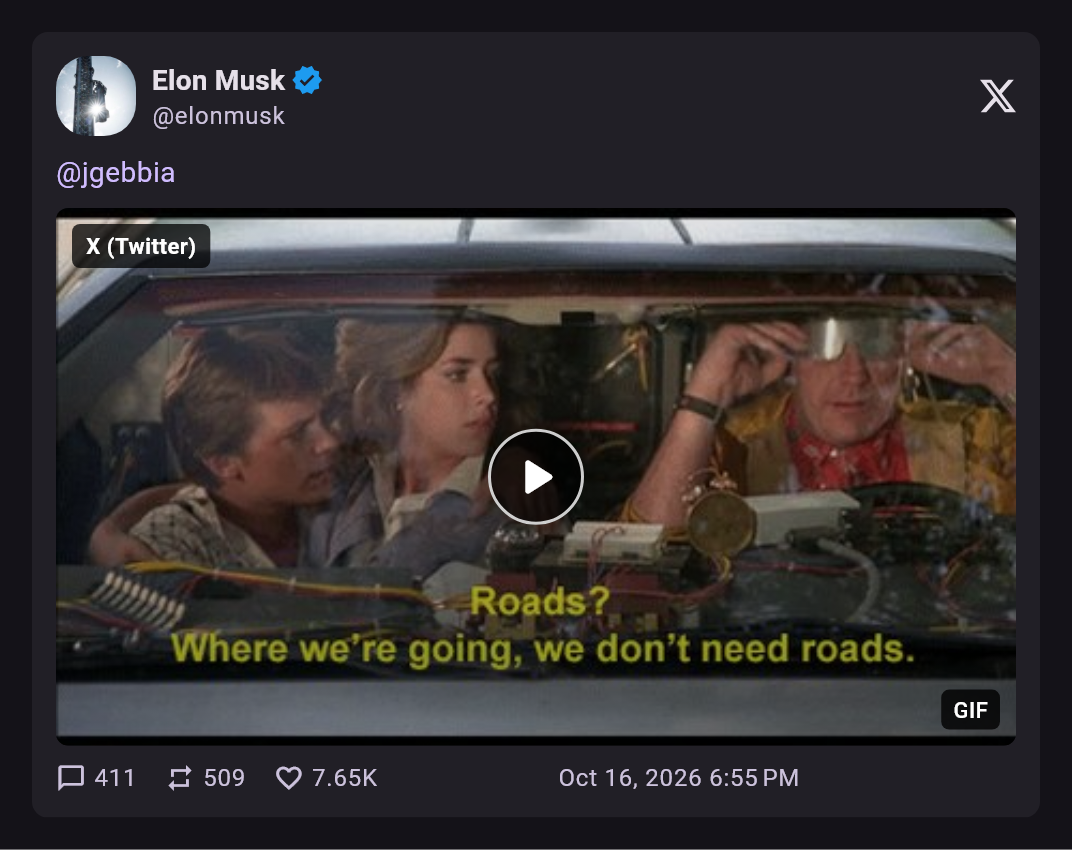 Elon Musk
@elonmusk
@jgebbia
X (Twitter)
Roads?
Where we're going, we don't need roads.
GIF
411 509 7.65K Oct 16, 2026 6:55 PM